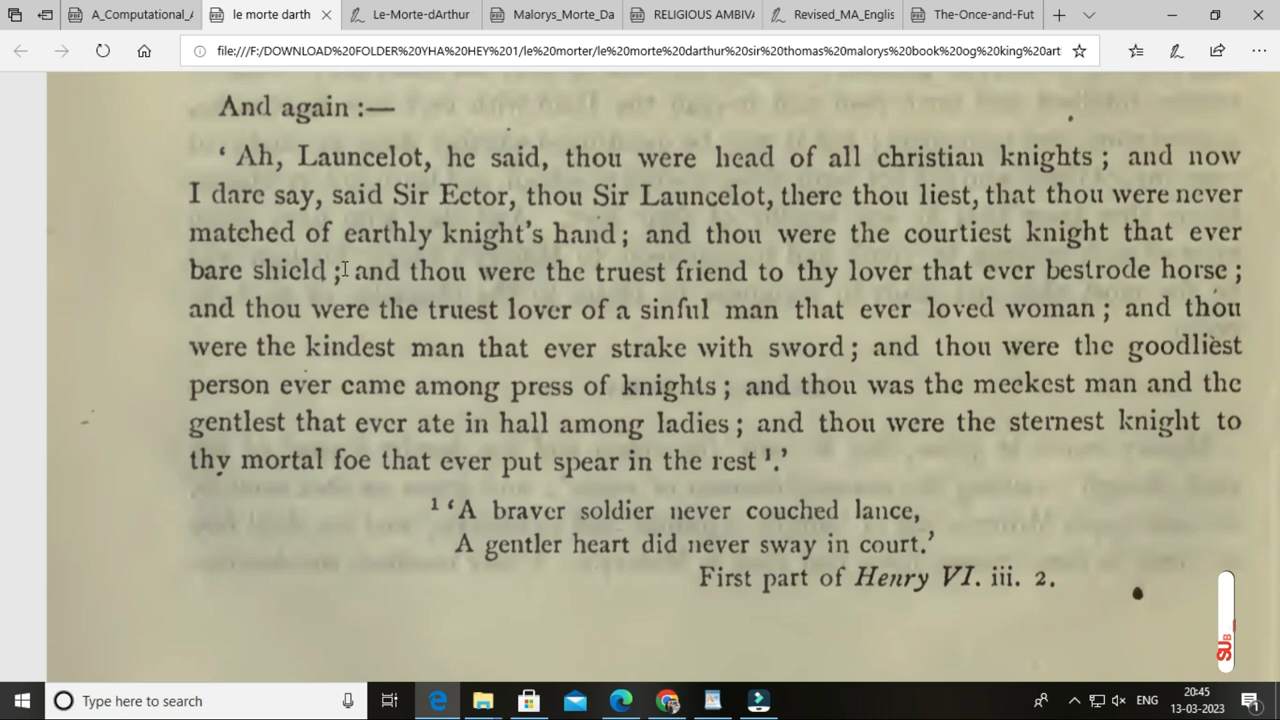 A_Computational_A
le morte darth
Le-Morte-dArthur
Malorys_Morte_Da
RELIGIOUS AMBIVA
Revised_MA_Englis
The-Once-and-Fut
file:///F:/DOWNLOAD%20FOLDER%20YHA%20HEY%201/le%20morter/le%20morte%20darthur%20sir%20thomas%20malorys%20book%20og%20king%20art
And again :—
‘ Ah, Launcelot, he said, thou were head of all christian knights ; and now
I dare say, said Sir Ector, thou Sir Launcelot, there thou liest, that thou were never
matched of earthly knight's hand ; and thou were the courtiest knight that ever
bare shield ; and thou were the truest friend to thy lover that ever bestrode horse ;
and thou were the truest lover of a sinful man that ever loved woman ; and thou
were the kindest man that ever strake with sword ; and thou were the goodliest
person ever came among press of knights ; and thou was the meekest man and the
gentlest that ever ate in hall among ladies ; and thou were the sternest knight to
thy mortal foe that ever put spear in the rest ¹.’
¹ ‘A braver soldier never couched lance,
A gentler heart did never sway in court.’
First part of Henry VI. iii. 2.
SUB
Type here to search
ENG
20:45
13-03-2023
1